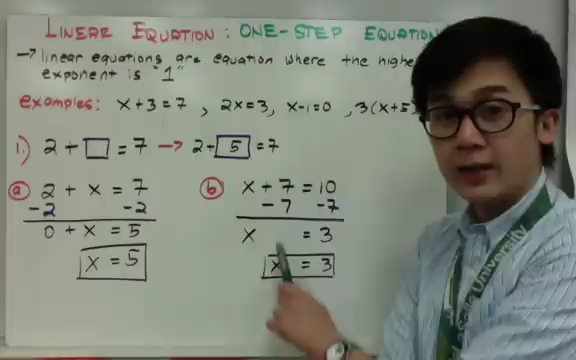 LINEAR EQUATION: ONE-STEP EQUATION
→ linear equations are equation where the highe
exponent is "1"
examples: x+3=7, 2x=3, x-1=0, 3(x+5)
1.) 2 + □ = 7 → 2 + 5 = 7
a 2 + x = 7
-2 -2
0 + x = 5
x = 5
b x + 7 = 10
-7 -7
x = 3
x = 3
Salle University